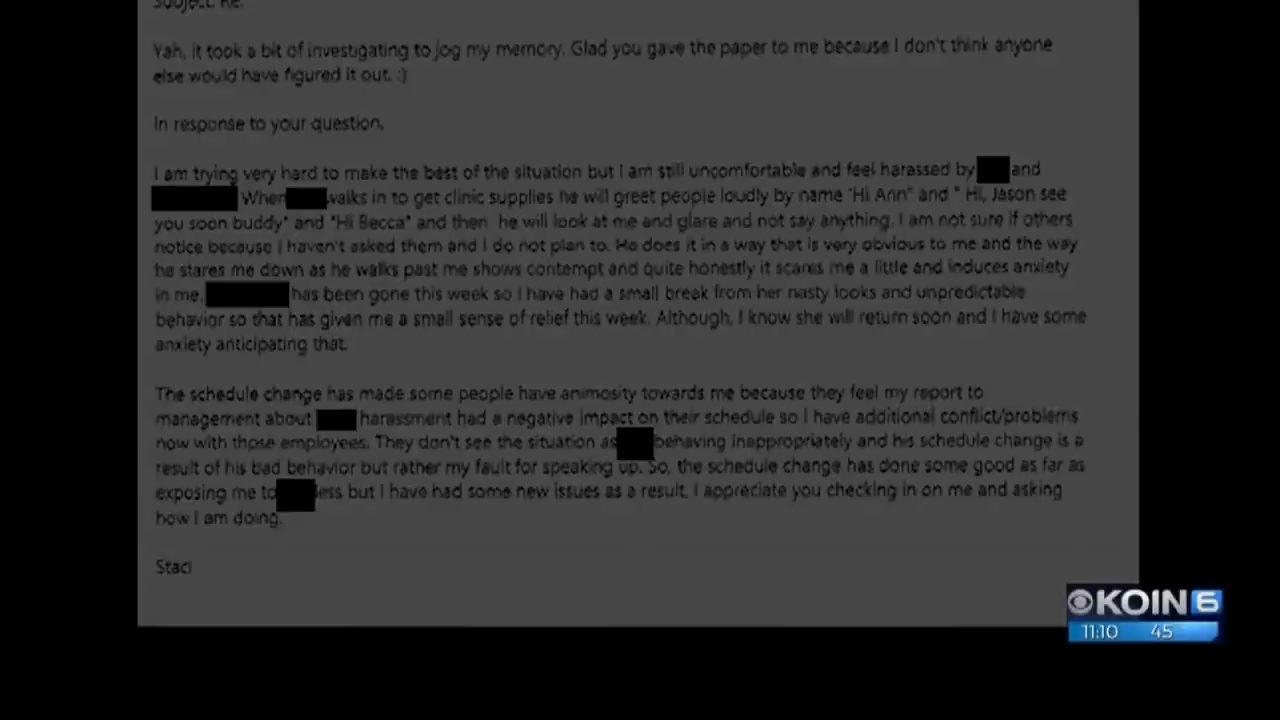 Subject: Re:
Yah, it took a bit of investigating to jog my memory. Glad you gave the paper to me because I don't think anyone
else would have figured it out. :)
In response to your question,
I am trying very hard to make the best of the situation but I am still uncomfortable and feel harassed by and
When walks in to get clinic supplies he will greet people loudly by name "Hi Ann" and " Hi, Jason see
you soon buddy" and "Hi Becca" and then he will look at me and glare and not say anything. I am not sure if others
notice because I haven't asked them and I do not plan to. He does it in a way that is very obvious to me and the way
he stares me down as he walks past me shows contempt and quite honestly it scares me a little and induces anxiety
in me. has been gone this week so I have had a small break from her nasty looks and unpredictable
behavior so that has given me a small sense of relief this week. Although, I know she will return soon and I have some
anxiety anticipating that.
The schedule change has made some people have animosity towards me because they feel my report to
management about harassment had a negative impact on their schedule so I have additional conflict/problems
now with those employees. They don't see the situation as behaving inappropriately and his schedule change is a
result of his bad behavior but rather my fault for speaking up. So, the schedule change has done some good as far as
exposing me to less but I have had some new issues as a result. I appreciate you checking in on me and asking
how I am doing.
Staci
KOIN 6
11:10 45